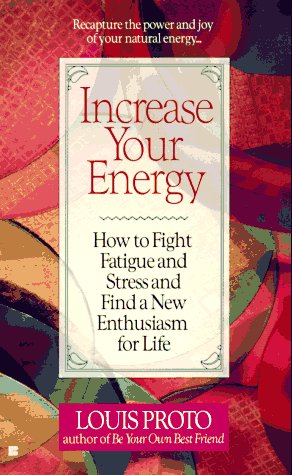 Recapture the power and joy
of your natural energy...
Increase
Your
Energy
How to Fight
Fatigue and
Stress and
Find a New
Enthusiasm
for Life
LOUIS PROTO
author of Be Your Own Best Friend